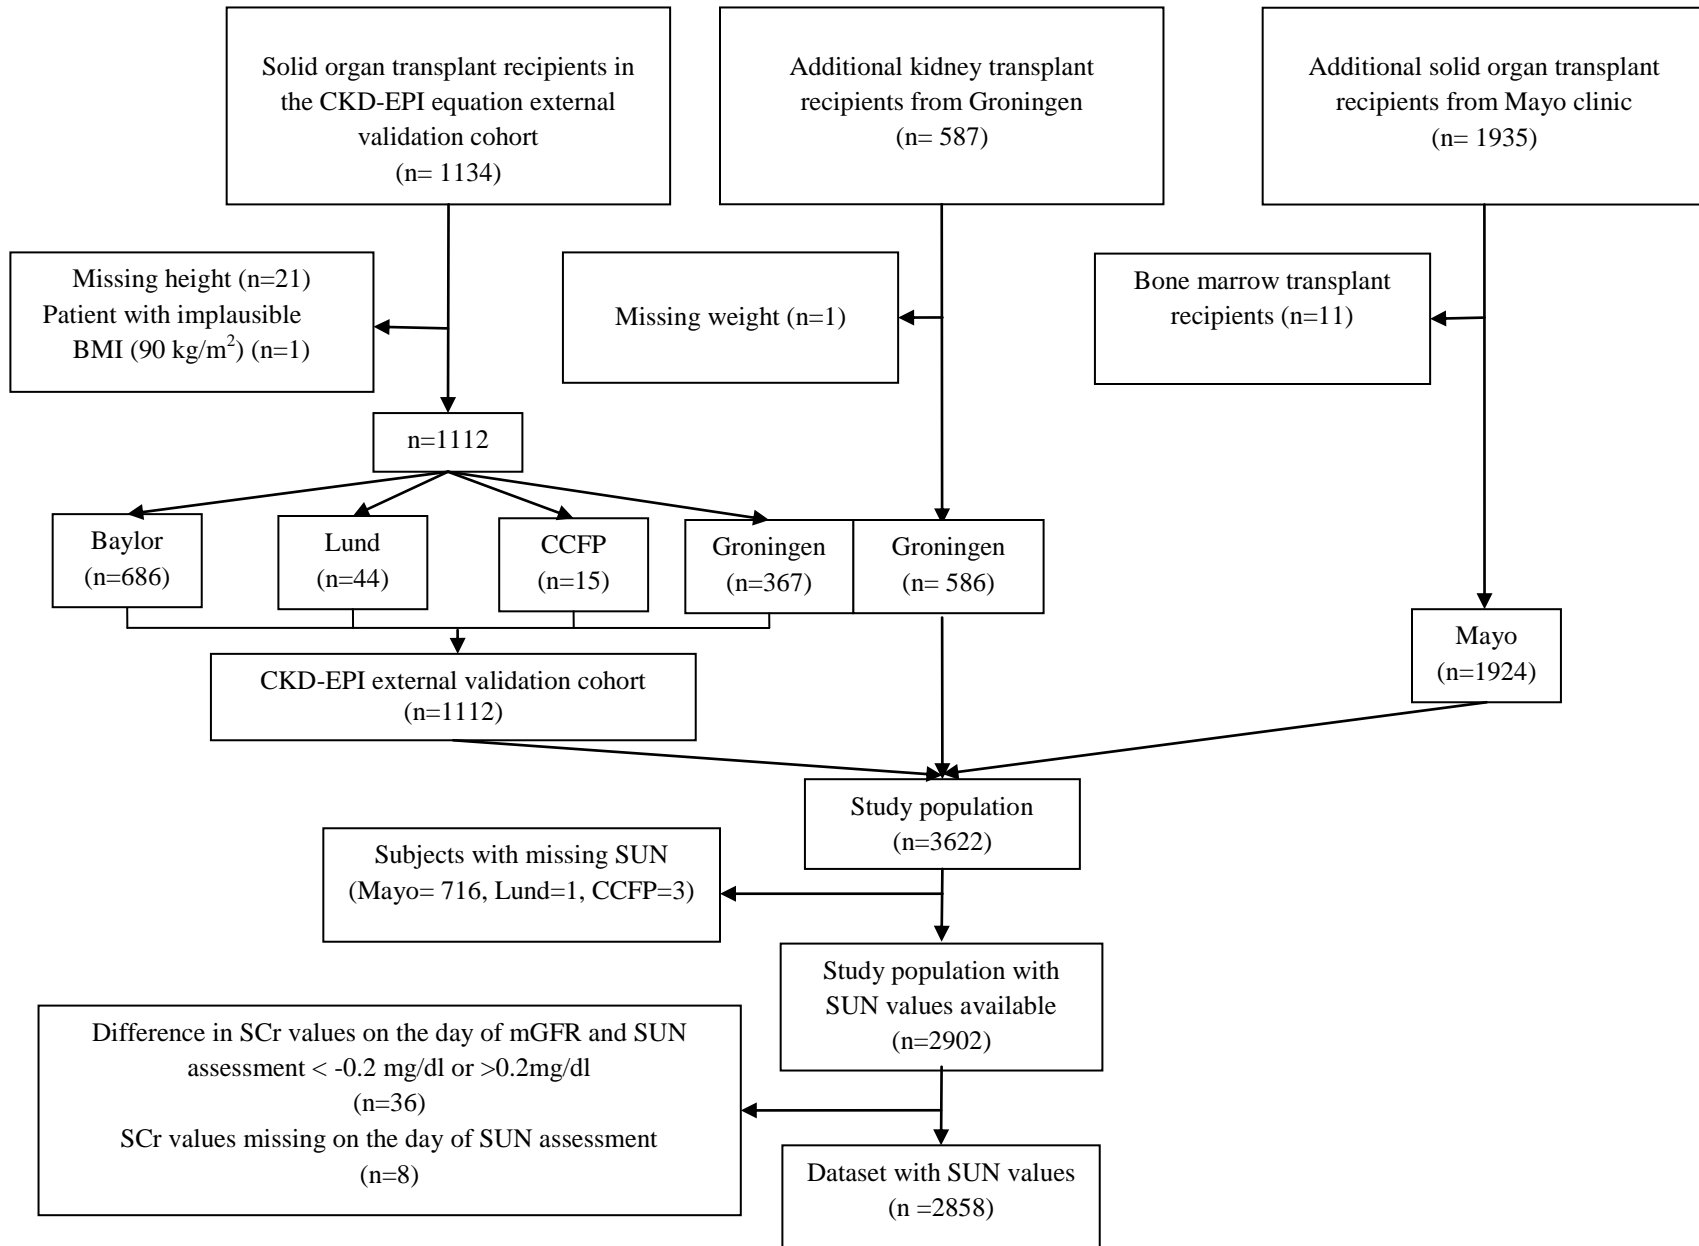 Solid organ transplant recipients in
the CKD-EPI equation external
validation cohort
(n= 1134)
Additional kidney transplant
recipients from Groningen
(n= 587)
Additional solid organ transplant
recipients from Mayo clinic
(n= 1935)
Missing height (n=21)
Patient with implausible
BMI (90 kg/m²) (n=1)
Missing weight (n=1)
Bone marrow transplant
recipients (n=11)
n=1112
Baylor
(n=686)
Lund
(n=44)
CCFP
(n=15)
Groningen
(n=367)
Groningen
(n= 586)
Mayo
(n=1924)
CKD-EPI external validation cohort
(n=1112)
Study population
(n=3622)
Subjects with missing SUN
(Mayo= 716, Lund=1, CCFP=3)
Study population with
SUN values available
(n=2902)
Difference in SCr values on the day of mGFR and SUN
assessment < -0.2 mg/dl or >0.2mg/dl
(n=36)
SCr values missing on the day of SUN assessment
(n=8)
Dataset with SUN values
(n =2858)